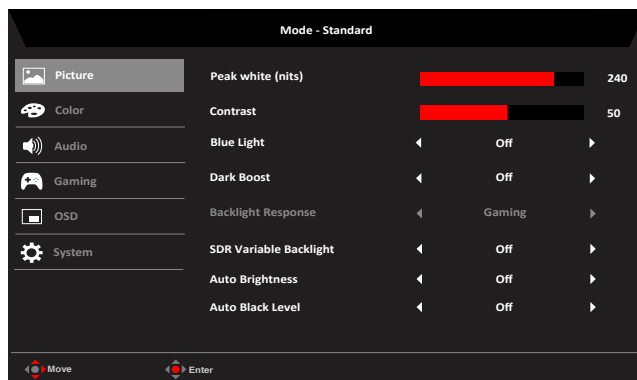 Mode - Standard
Picture
Peak white (nits) 240
Color
Contrast 50
Audio
Blue Light Off
Gaming
Dark Boost Off
OSD
Backlight Response Gaming
System
SDR Variable Backlight Off
Auto Brightness Off
Auto Black Level Off
Move Enter